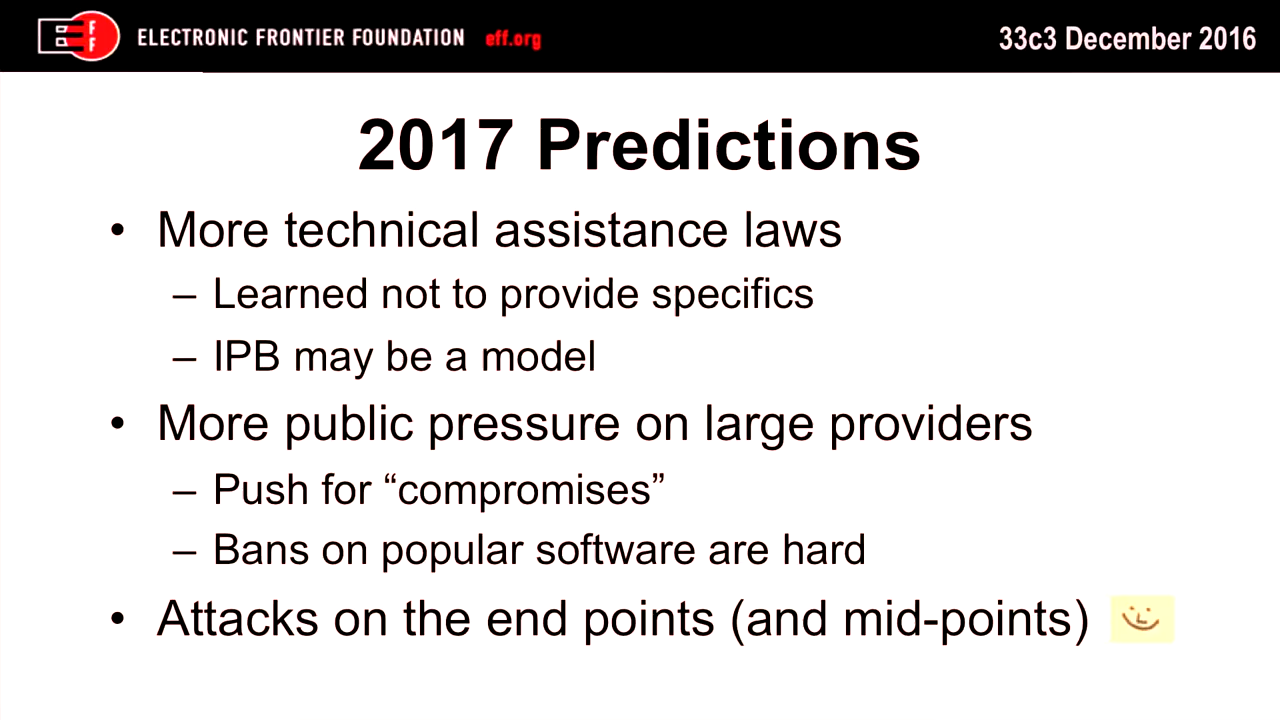 EFF ELECTRONIC FRONTIER FOUNDATION eff.org 33c3 December 2016
2017 Predictions
• More technical assistance laws
– Learned not to provide specifics
– IPB may be a model
• More public pressure on large providers
– Push for “compromises”
– Bans on popular software are hard
• Attacks on the end points (and mid-points)